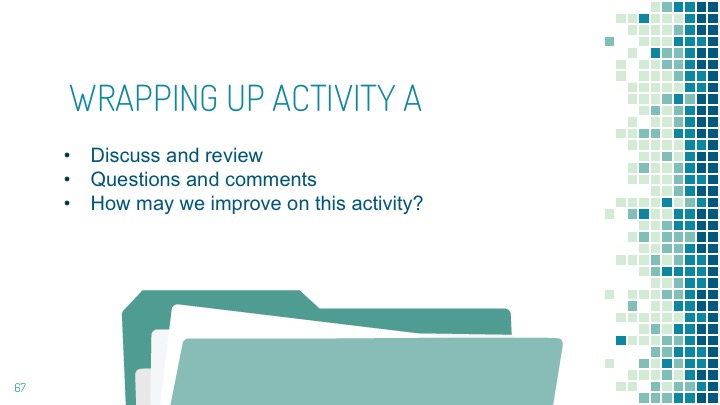 WRAPPING UP ACTIVITY A
• Discuss and review
• Questions and comments
• How may we improve on this activity?
67